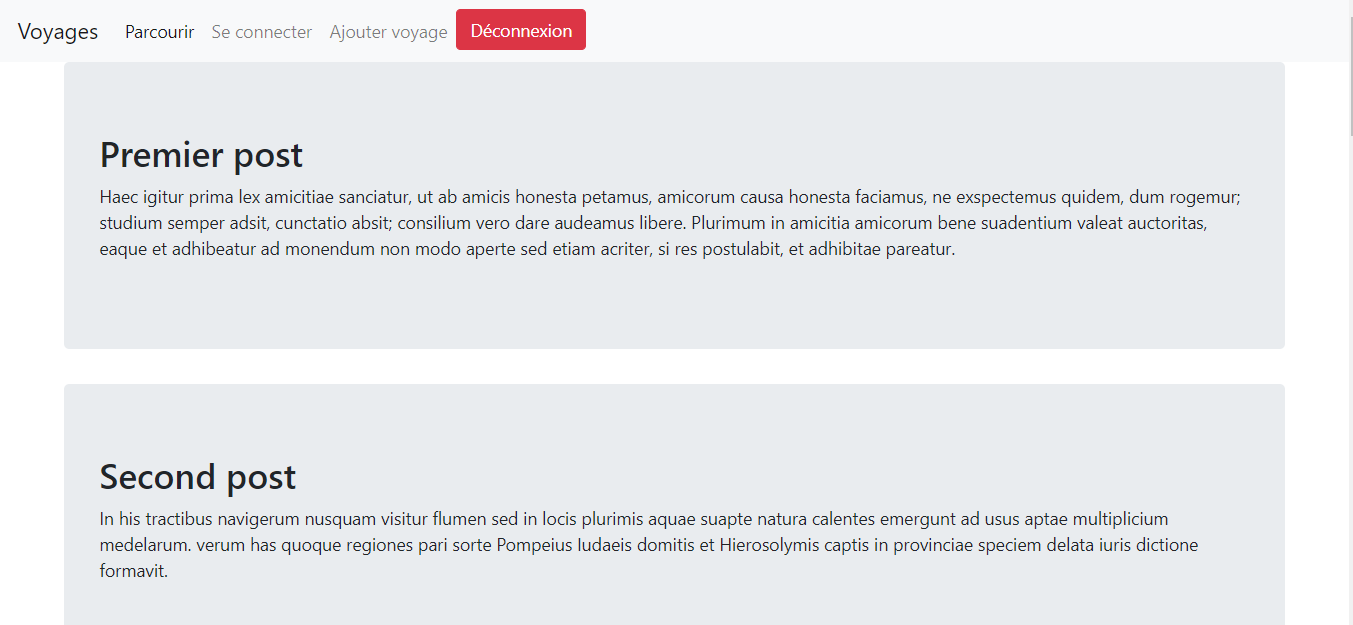 Voyages Parcourir Se connecter Ajouter voyage Déconnexion
Premier post
Haec igitur prima lex amicitiae sanciatur, ut ab amicis honesta petamus, amicorum causa honesta faciamus, ne exspectemus quidem, dum rogemur;
studium semper adsit, cunctatio absit; consilium vero dare audeamus libere. Plurimum in amicitia amicorum bene suadentium valeat auctoritas,
eaque et adhibeatur ad monendum non modo aperte sed etiam acriter, si res postulabit, et adhibitae pareatur.
Second post
In his tractibus navigerum nusquam visitur flumen sed in locis plurimis aquae suapte natura calentes emergunt ad usus aptae multiplicium
medelarum. verum has quoque regiones pari sorte Pompeius Iudaeis domitis et Hierosolymis captis in provinciae speciem delata iuris dictione
formavit.